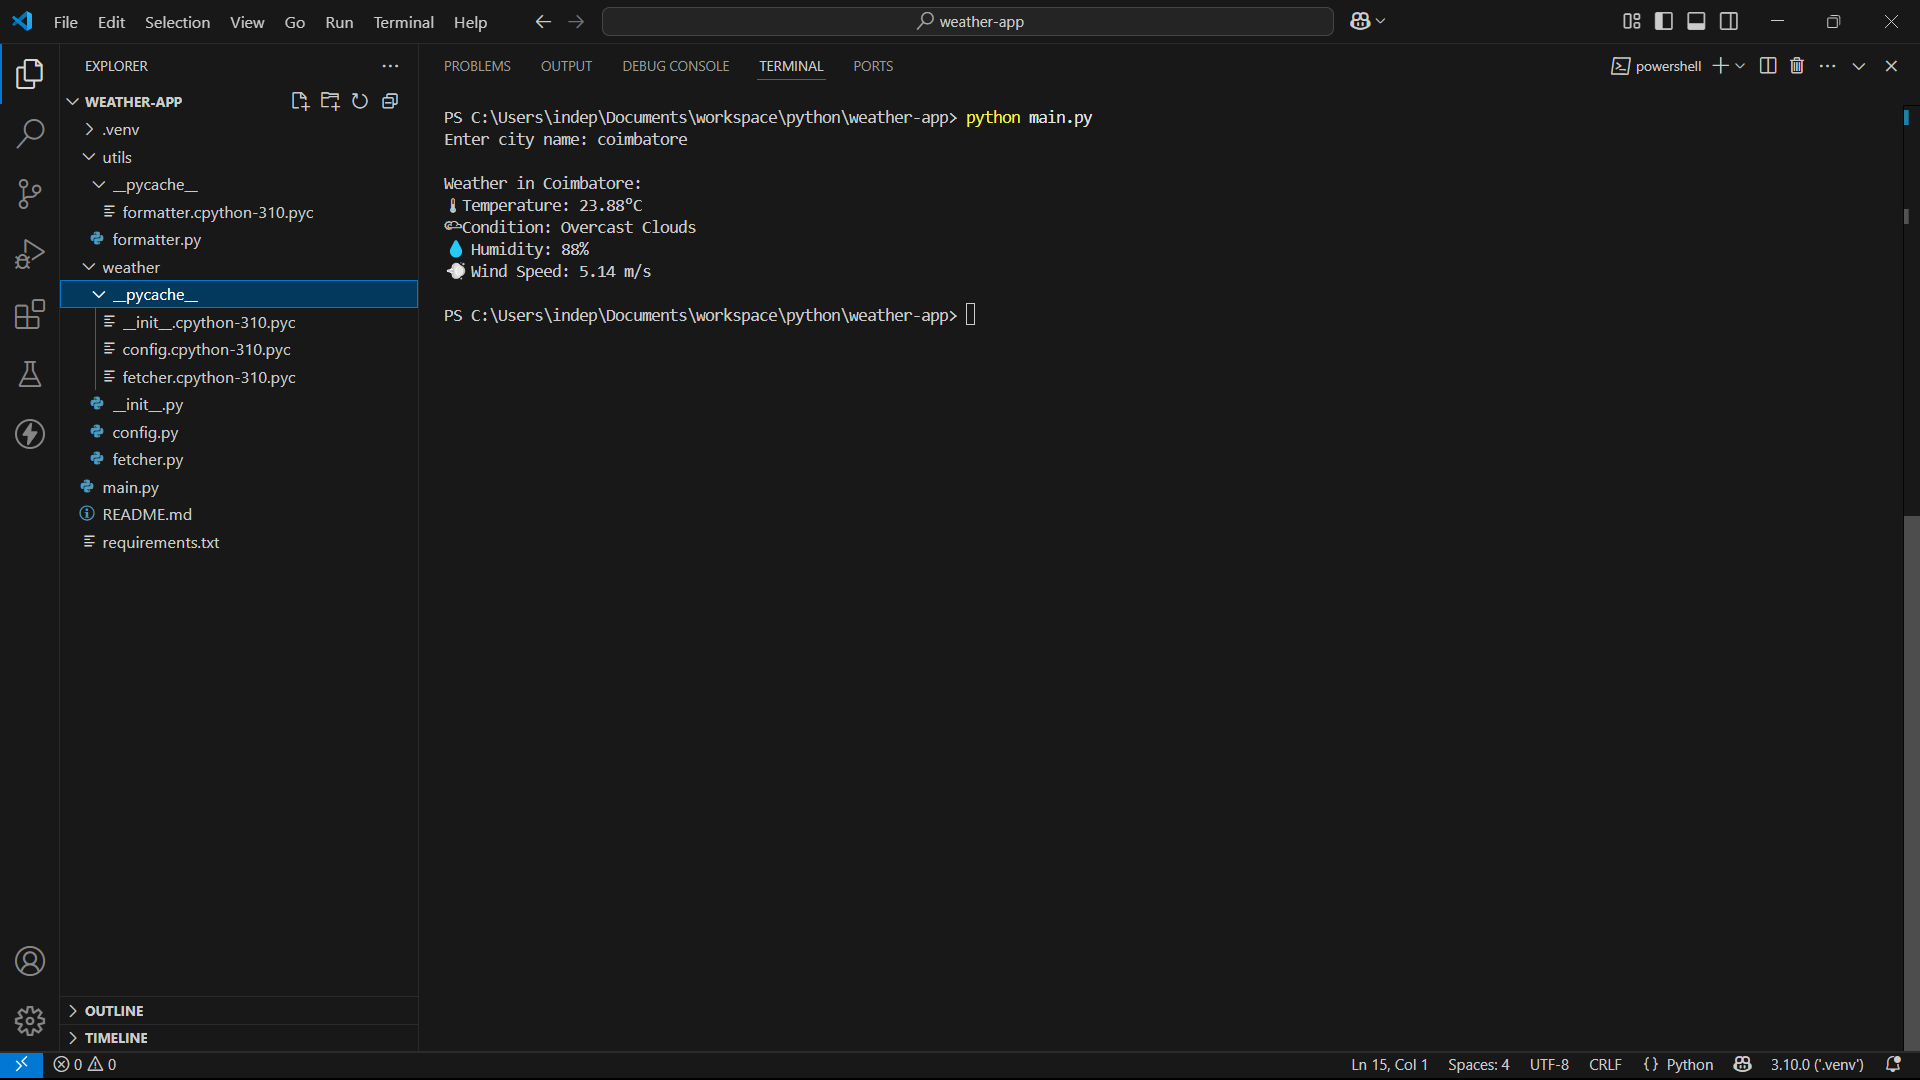 File Edit Selection View Go Run Terminal Help
weather-app
EXPLORER
WEATHER-APP
.venv
utils
__pycache__
formatter.cpython-310.pyc
formatter.py
weather
__pycache__
__init__.cpython-310.pyc
config.cpython-310.pyc
fetcher.cpython-310.pyc
__init__.py
config.py
fetcher.py
main.py
README.md
requirements.txt
OUTLINE
TIMELINE
PROBLEMS OUTPUT DEBUG CONSOLE TERMINAL PORTS
powershell
PS C:\Users\indep\Documents\workspace\python\weather-app> python main.py
Enter city name: coimbatore
Weather in Coimbatore:
🌡Temperature: 23.88°C
🌥Condition: Overcast Clouds
💧 Humidity: 88%
💨 Wind Speed: 5.14 m/s
PS C:\Users\indep\Documents\workspace\python\weather-app>
0 0
Ln 15, Col 1 Spaces: 4 UTF-8 CRLF {} Python 3.10.0 ('.venv')